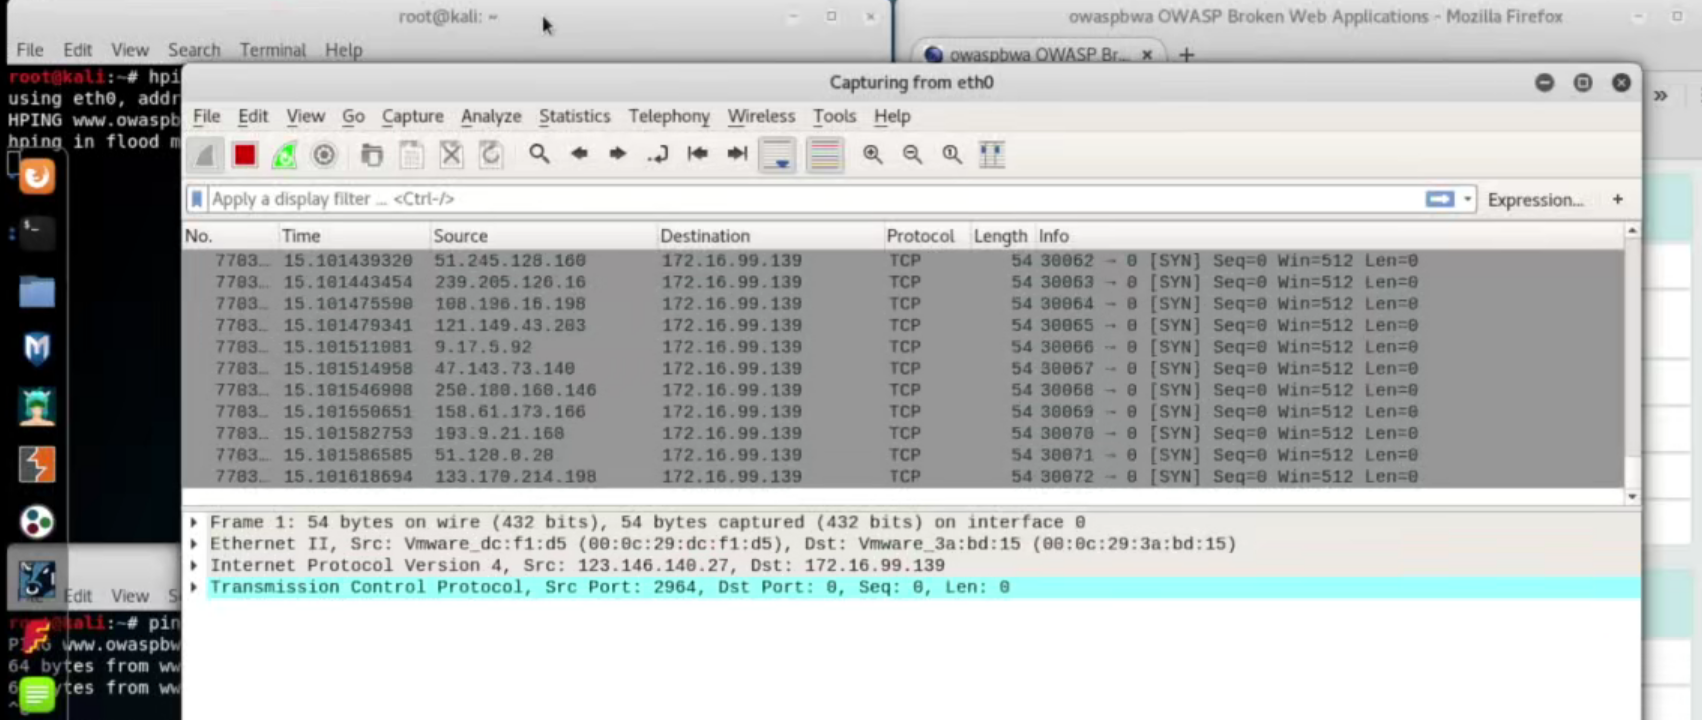 root@kali: ~
owaspbwa OWASP Broken Web Applications - Mozilla Firefox
File Edit View Search Terminal Help
owaspbwa OWASP Br...
root@kali:~# hpi
using eth0, addr
HPING www.owaspb
hping in flood m
Capturing from eth0
File Edit View Go Capture Analyze Statistics Telephony Wireless Tools Help
Apply a display filter ... <Ctrl-/>
Expression... +
No. Time Source Destination Protocol Length Info
7703… 15.101439320 51.245.128.160 172.16.99.139 TCP 54 30062 → 0 [SYN] Seq=0 Win=512 Len=0
7703… 15.101443454 239.205.126.16 172.16.99.139 TCP 54 30063 → 0 [SYN] Seq=0 Win=512 Len=0
7703… 15.101475590 108.196.16.198 172.16.99.139 TCP 54 30064 → 0 [SYN] Seq=0 Win=512 Len=0
7703… 15.101479341 121.149.43.203 172.16.99.139 TCP 54 30065 → 0 [SYN] Seq=0 Win=512 Len=0
7703… 15.101511081 9.17.5.92 172.16.99.139 TCP 54 30066 → 0 [SYN] Seq=0 Win=512 Len=0
7703… 15.101514958 47.143.73.140 172.16.99.139 TCP 54 30067 → 0 [SYN] Seq=0 Win=512 Len=0
7703… 15.101546908 250.180.160.146 172.16.99.139 TCP 54 30068 → 0 [SYN] Seq=0 Win=512 Len=0
7703… 15.101550651 158.61.173.166 172.16.99.139 TCP 54 30069 → 0 [SYN] Seq=0 Win=512 Len=0
7703… 15.101582753 193.9.21.160 172.16.99.139 TCP 54 30070 → 0 [SYN] Seq=0 Win=512 Len=0
7703… 15.101586585 51.128.8.28 172.16.99.139 TCP 54 30071 → 0 [SYN] Seq=0 Win=512 Len=0
7703… 15.101618694 133.170.214.198 172.16.99.139 TCP 54 30072 → 0 [SYN] Seq=0 Win=512 Len=0
Frame 1: 54 bytes on wire (432 bits), 54 bytes captured (432 bits) on interface 0
Ethernet II, Src: Vmware_dc:f1:d5 (00:0c:29:dc:f1:d5), Dst: Vmware_3a:bd:15 (00:0c:29:3a:bd:15)
Internet Protocol Version 4, Src: 123.146.140.27, Dst: 172.16.99.139
Transmission Control Protocol, Src Port: 2964, Dst Port: 0, Seq: 0, Len: 0
Edit View S
:~# pin
www.owaspbw
64 bytes from ww
tes from ww